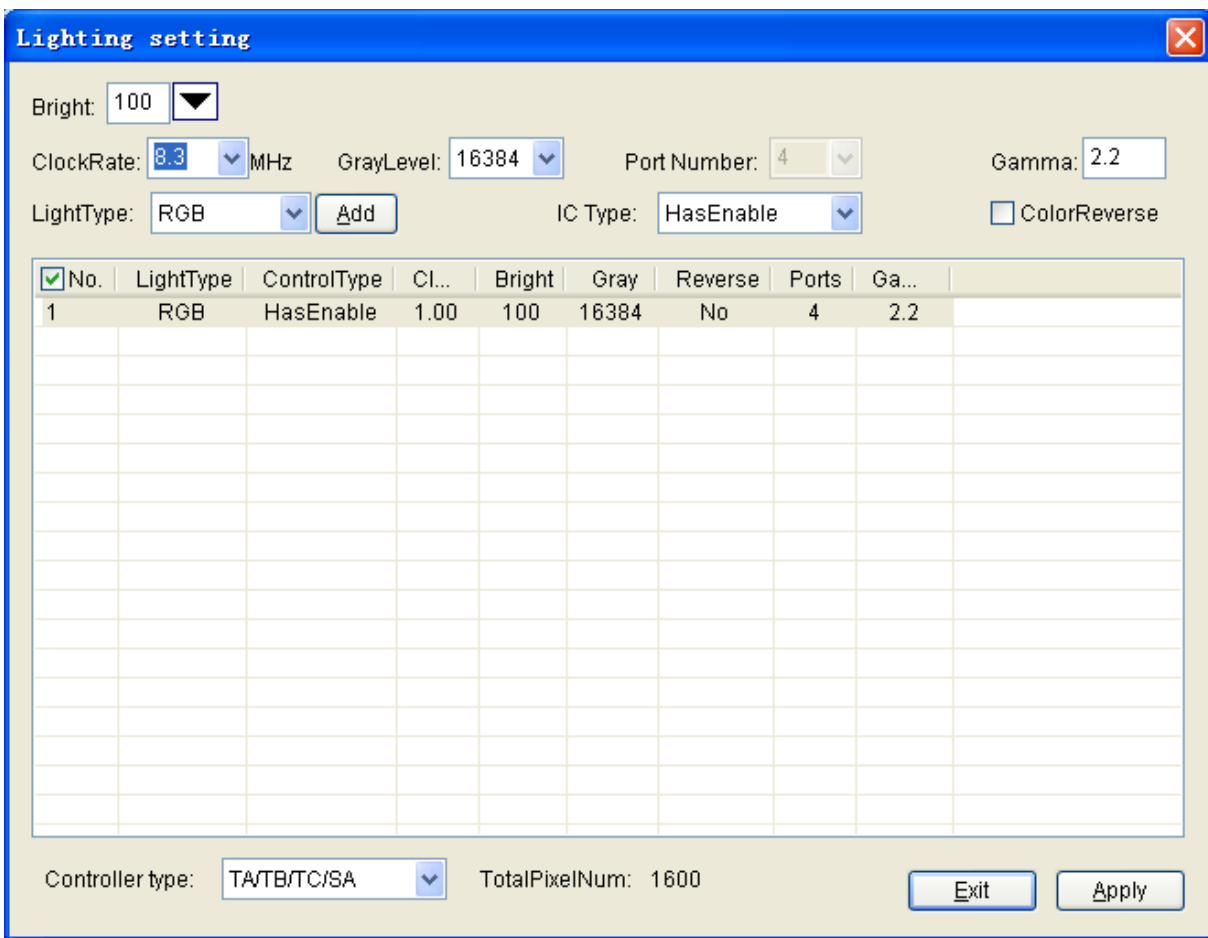 Lighting setting
Bright: 100
ClockRate: 8.3 MHz GrayLevel: 16384 Port Number: 4 Gamma: 2.2
LightType: RGB Add IC Type: HasEnable ColorReverse
No. LightType ControlType Cl... Bright Gray Reverse Ports Ga...
1 RGB HasEnable 1.00 100 16384 No 4 2.2
Controller type: TA/TB/TC/SA TotalPixelNum: 1600 Exit Apply